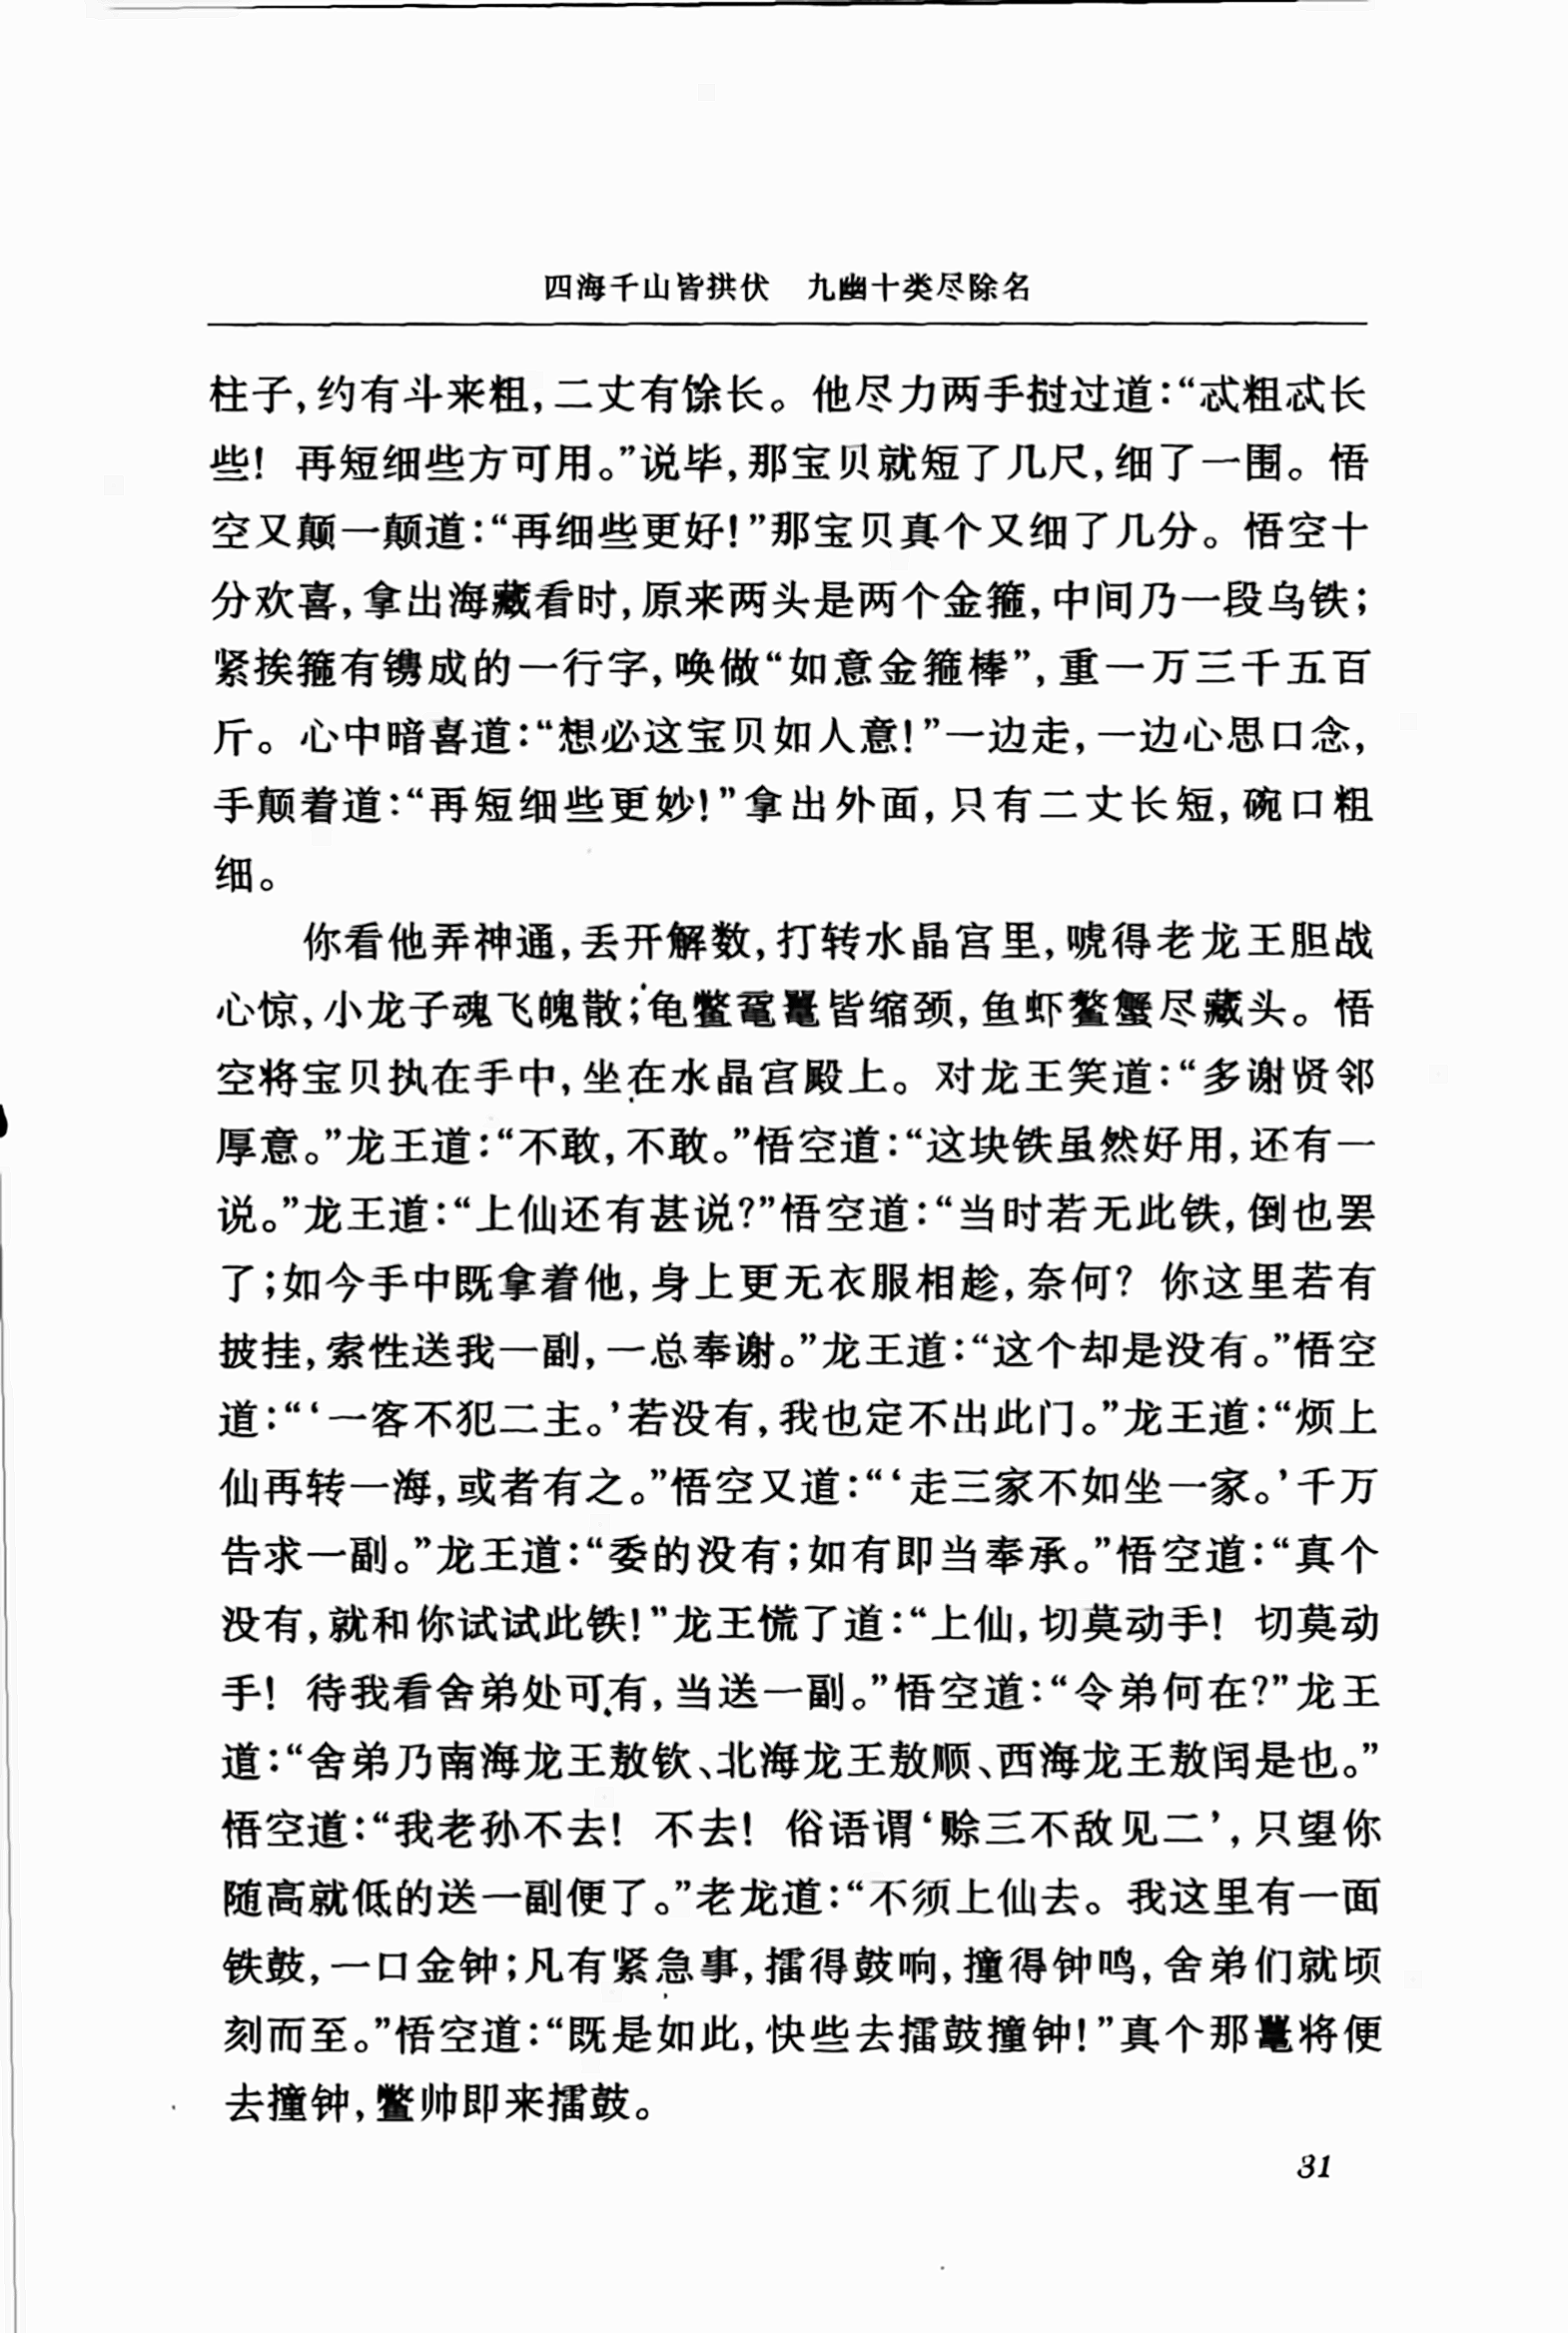 四海千山皆拱伏　九幽十类尽除名
柱子,约有斗来粗,二丈有馀长。他尽力两手挝过道:“忒粗忒长
些! 再短细些方可用。”说毕,那宝贝就短了几尺,细了一围。悟
空又颠一颠道:“再细些更好!”那宝贝真个又细了几分。悟空十
分欢喜,拿出海藏看时,原来两头是两个金箍,中间乃一段乌铁;
紧挨箍有镌成的一行字,唤做“如意金箍棒”,重一万三千五百
斤。心中暗喜道:“想必这宝贝如人意!”一边走,一边心思口念,
手颠着道:“再短细些更妙!”拿出外面,只有二丈长短,碗口粗
细。
你看他弄神通,丢开解数,打转水晶宫里,唬得老龙王胆战
心惊,小龙子魂飞魄散;龟鳖鼋鼍皆缩颈,鱼虾鳌蟹尽藏头。悟
空将宝贝执在手中,坐在水晶宫殿上。对龙王笑道:“多谢贤邻
厚意。”龙王道:“不敢,不敢。”悟空道:“这块铁虽然好用,还有一
说。”龙王道:“上仙还有甚说?”悟空道:“当时若无此铁,倒也罢
了;如今手中既拿着他,身上更无衣服相趁,奈何? 你这里若有
披挂,索性送我一副,一总奉谢。”龙王道:“这个却是没有。”悟空
道:“‘一客不犯二主。’若没有,我也定不出此门。”龙王道:“烦上
仙再转一海,或者有之。”悟空又道:“‘走三家不如坐一家。’千万
告求一副。”龙王道:“委的没有;如有即当奉承。”悟空道:“真个
没有,就和你试试此铁!”龙王慌了道:“上仙,切莫动手! 切莫动
手! 待我看舍弟处可有,当送一副。”悟空道:“令弟何在?”龙王
道:“舍弟乃南海龙王敖钦、北海龙王敖顺、西海龙王敖闰是也。”
悟空道:“我老孙不去! 不去! 俗语谓‘赊三不敌见二’,只望你
随高就低的送一副便了。”老龙道:“不须上仙去。我这里有一面
铁鼓,一口金钟;凡有紧急事,擂得鼓响,撞得钟鸣,舍弟们就顷
刻而至。”悟空道:“既是如此,快些去擂鼓撞钟!”真个那鼍将便
去撞钟,鳖帅即来擂鼓。
31